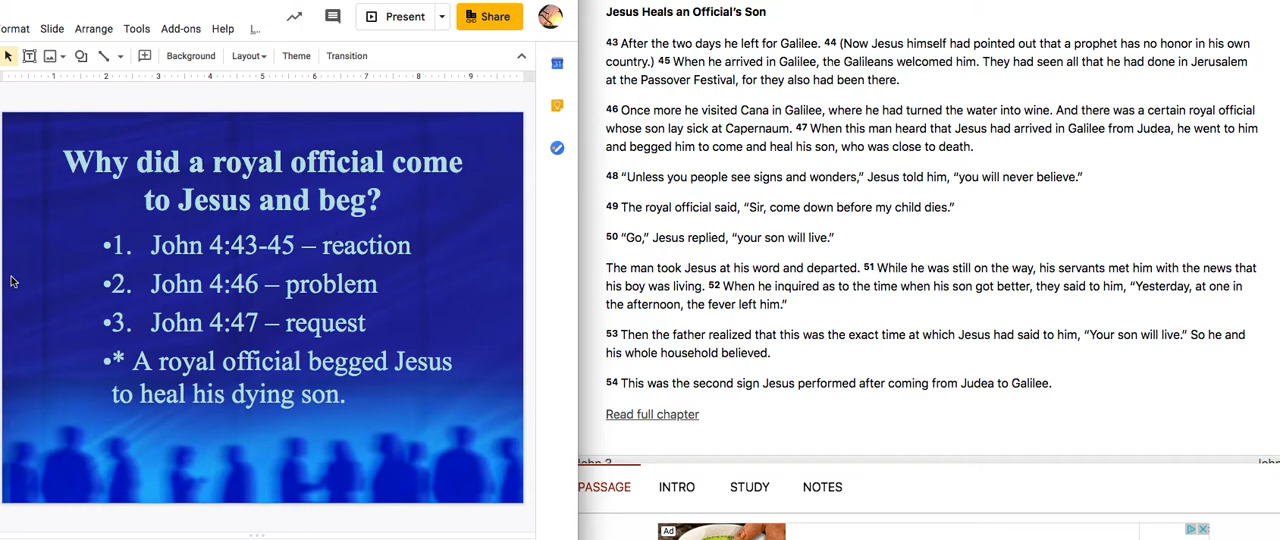 ormat Slide Arrange Tools Add-ons Help
Present
Share
Background Layout Theme Transition
1 2 3 4 5 6 7 8 9
Why did a royal official come
to Jesus and beg?
•1. John 4:43-45 – reaction
•2. John 4:46 – problem
•3. John 4:47 – request
•* A royal official begged Jesus
to heal his dying son.
Jesus Heals an Official’s Son
43 After the two days he left for Galilee. 44 (Now Jesus himself had pointed out that a prophet has no honor in his own
country.) 45 When he arrived in Galilee, the Galileans welcomed him. They had seen all that he had done in Jerusalem
at the Passover Festival, for they also had been there.
46 Once more he visited Cana in Galilee, where he had turned the water into wine. And there was a certain royal official
whose son lay sick at Capernaum. 47 When this man heard that Jesus had arrived in Galilee from Judea, he went to him
and begged him to come and heal his son, who was close to death.
48 “Unless you people see signs and wonders,” Jesus told him, “you will never believe.”
49 The royal official said, “Sir, come down before my child dies.”
50 “Go,” Jesus replied, “your son will live.”
The man took Jesus at his word and departed. 51 While he was still on the way, his servants met him with the news that
his boy was living. 52 When he inquired as to the time when his son got better, they said to him, “Yesterday, at one in
the afternoon, the fever left him.”
53 Then the father realized that this was the exact time at which Jesus had said to him, “Your son will live.” So he and
his whole household believed.
54 This was the second sign Jesus performed after coming from Judea to Galilee.
Read full chapter
PASSAGE INTRO STUDY NOTES
Ad